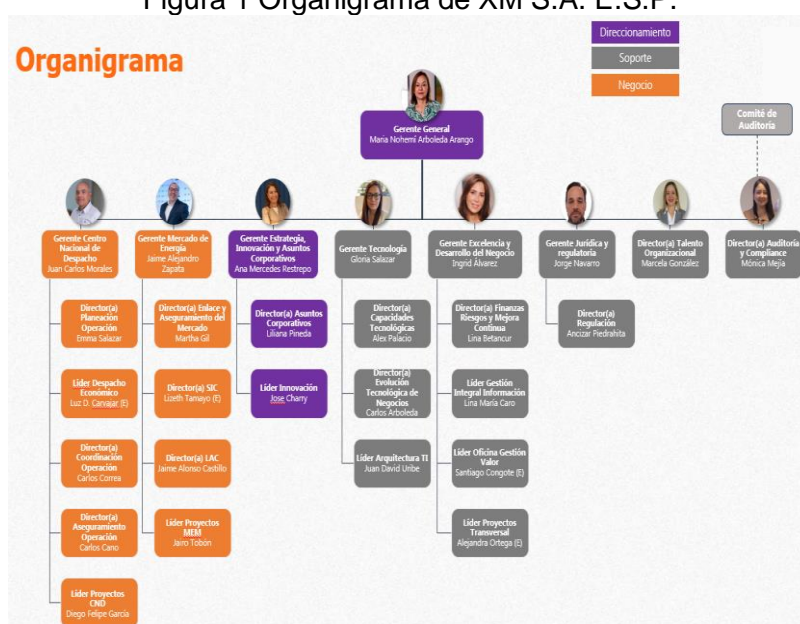 Figura 1 Organigrama de XM S.A. E.S.P.
Organigrama
Direccionamiento
Soporte
Negocio
Gerente General
Maria Nohemí Arboleda Arango
Comité de
Auditoría
Gerente Centro
Nacional de
Despacho
Juan Carlos Morales
Gerente Mercado de
Energía
Jaime Alejandro
Zapata
Gerente Estrategia,
Innovación y Asuntos
Corporativos
Ana Mercedes Restrepo
Gerente Tecnología
Gloria Salazar
Gerente Excelencia y
Desarrollo del Negocio
Ingrid Álvarez
Gerente Jurídica y
regulatoria
Jorge Navarro
Director(a) Talento
Organizacional
Marcela González
Director(a) Auditoría
y Compliance
Mónica Mejía
Director(a)
Planeación
Operación
Emma Salazar
Líder Despacho
Económico
Luz D. Carvajar (E)
Director(a)
Coordinación
Operación
Carlos Correa
Director(a)
Aseguramiento
Operación
Carlos Cano
Líder Proyectos
CND
Diego Felipe García
Director(a) Enlace y
Aseguramiento del
Mercado
Martha Gil
Director(a) SIC
Lizeth Tamayo (E)
Director(a) LAC
Jaime Alonso Castillo
Líder Proyectos
MEM
Jairo Tobón
Director(a) Asuntos
Corporativos
Liliana Pineda
Líder Innovación
Jose Charry
Director(a)
Capacidades
Tecnológicas
Alex Palacio
Director(a)
Evolución
Tecnológica de
Negocios
Carlos Arboleda
Líder Arquitectura TI
Juan David Uribe
Director(a) Finanzas
Riesgos y Mejora
Continua
Lina Betancur
Líder Gestión
Integral Información
Lina María Caro
Líder Oficina Gestión
Valor
Santiago Congote (E)
Líder Proyectos
Transversal
Alejandra Ortega (E)
Director(a)
Regulación
Ancizar Piedrahita